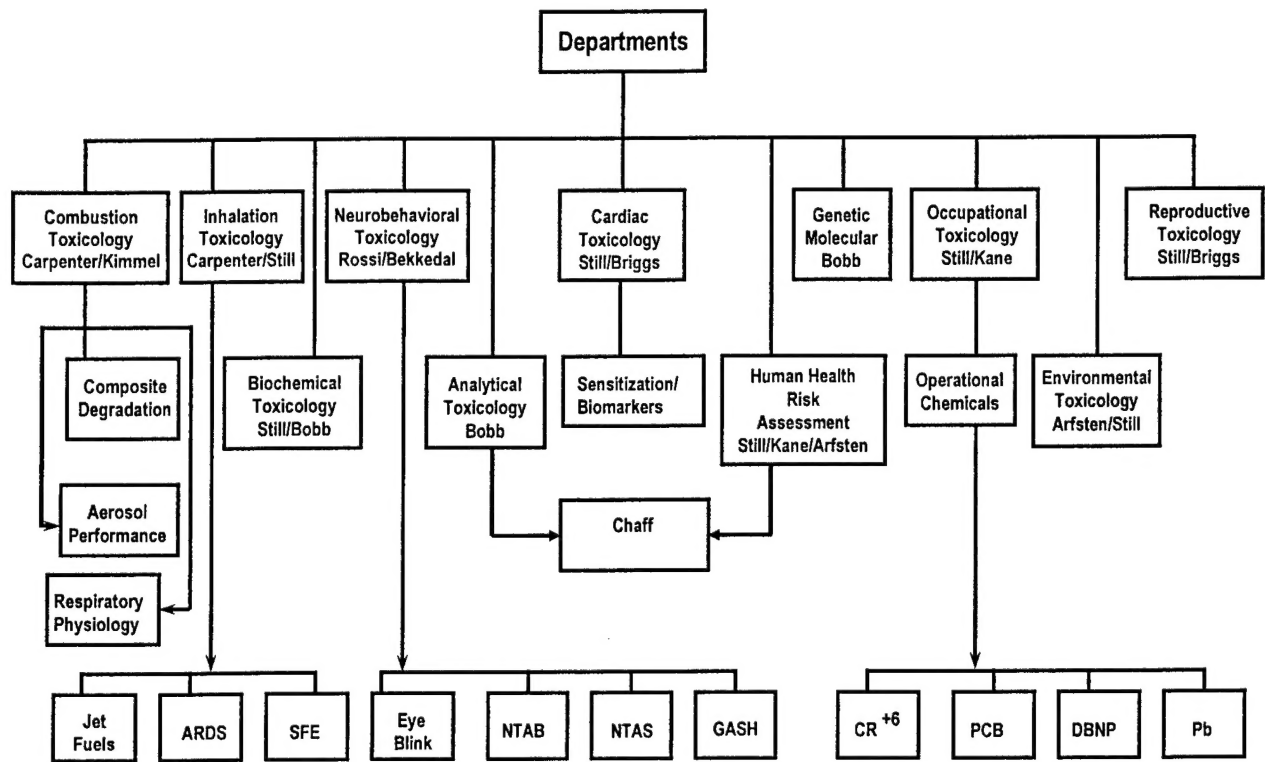 Departments
Combustion
Toxicology
Carpenter/Kimmel
Inhalation
Toxicology
Carpenter/Still
Neurobehavioral
Toxicology
Rossi/Bekkedal
Cardiac
Toxicology
Still/Briggs
Genetic
Molecular
Bobb
Occupational
Toxicology
Still/Kane
Reproductive
Toxicology
Still/Briggs
Composite
Degradation
Biochemical
Toxicology
Still/Bobb
Analytical
Toxicology
Bobb
Sensitization/
Biomarkers
Human Health
Risk
Assessment
Still/Kane/Arfsten
Operational
Chemicals
Environmental
Toxicology
Arfsten/Still
Aerosol
Performance
Chaff
Respiratory
Physiology
Jet
Fuels
ARDS
SFE
Eye
Blink
NTAB
NTAS
GASH
CR +6
PCB
DBNP
Pb